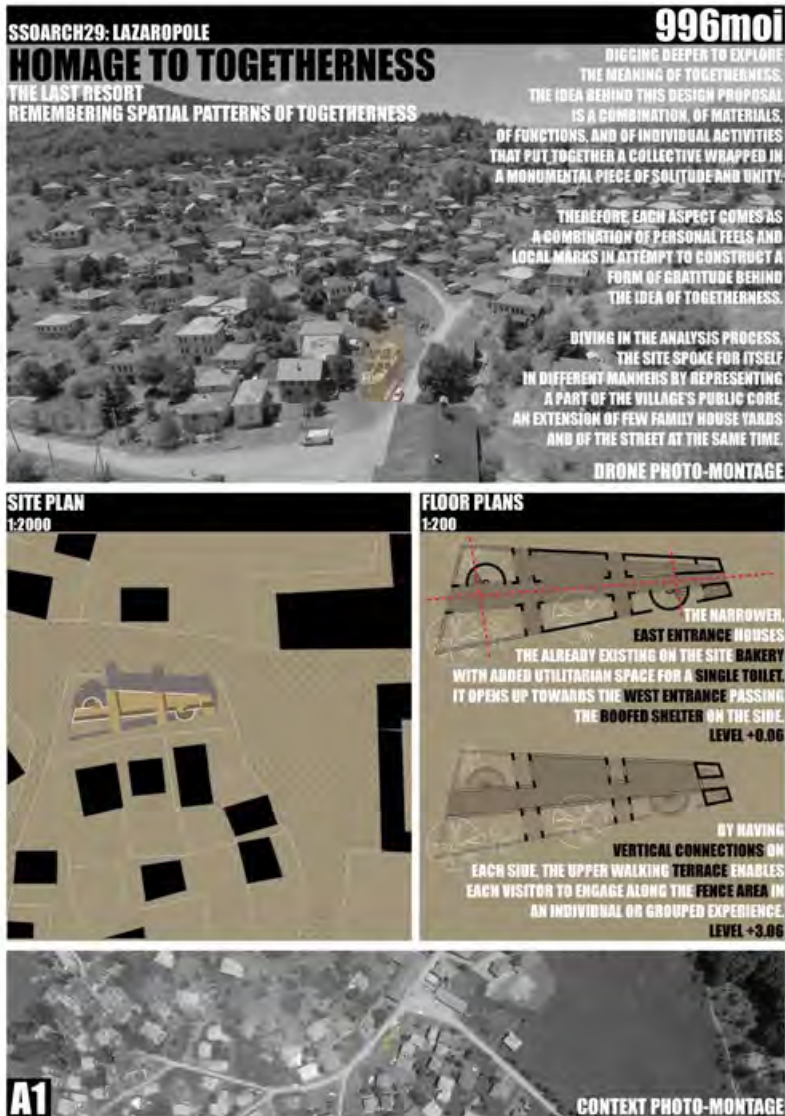 SSOARCH29: LAZAROPOLE
996moi
HOMAGE TO TOGETHERNESS
THE LAST RESORT
REMEMBERING SPATIAL PATTERNS OF TOGETHERNESS
DIGGING DEEPER TO EXPLORE
THE MEANING OF TOGETHERNESS.
THE IDEA BEHIND THIS DESIGN PROPOSAL
IS A COMBINATION, OF MATERIALS,
OF FUNCTIONS, AND OF INDIVIDUAL ACTIVITIES
THAT PUT TOGETHER A COLLECTIVE WRAPPED IN
A MONUMENTAL PIECE OF SOLITUDE AND UNITY.
THEREFORE, EACH ASPECT COMES AS
A COMBINATION OF PERSONAL FEELS AND
LOCAL MARKS IN ATTEMPT TO CONSTRUCT A
FORM OF GRATITUDE BEHIND
THE IDEA OF TOGETHERNESS.
DIVING IN THE ANALYSIS PROCESS,
THE SITE SPOKE FOR ITSELF
IN DIFFERENT MANNERS BY REPRESENTING
A PART OF THE VILLAGE'S PUBLIC CORE,
AN EXTENSION OF FEW FAMILY HOUSE YARDS
AND OF THE STREET AT THE SAME TIME.
DRONE PHOTO-MONTAGE
SITE PLAN
1:2000
FLOOR PLANS
1:200
THE NARROWER,
EAST ENTRANCE HOUSES
THE ALREADY EXISTING ON THE SITE BAKERY
WITH ADDED UTILITARIAN SPACE FOR A SINGLE TOILET.
IT OPENS UP TOWARDS THE WEST ENTRANCE PASSING
THE ROOFED SHELTER ON THE SIDE.
LEVEL +0.06
BY HAVING
VERTICAL CONNECTIONS ON
EACH SIDE, THE UPPER WALKING TERRACE ENABLES
EACH VISITOR TO ENGAGE ALONG THE FENCE AREA IN
AN INDIVIDUAL OR GROUPED EXPERIENCE.
LEVEL +3.06
A1
CONTEXT PHOTO-MONTAGE